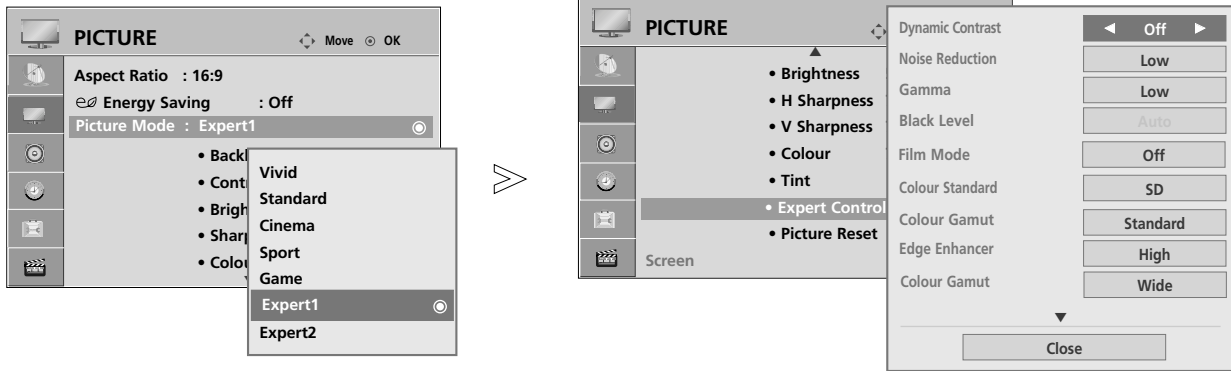 PICTURE
Move ⊙ OK
Aspect Ratio : 16:9
Energy Saving : Off
Picture Mode : Expert1
• Back
• Cont
• Brigh
• Shar
• Colou
Vivid
Standard
Cinema
Sport
Game
Expert1
Expert2
PICTURE
• Brightness
• H Sharpness
• V Sharpness
• Colour
• Tint
• Expert Control
• Picture Reset
Screen
Dynamic Contrast ◀ Off ▶
Noise Reduction Low
Gamma Low
Black Level Auto
Film Mode Off
Colour Standard SD
Colour Gamut Standard
Edge Enhancer High
Colour Gamut Wide
Close